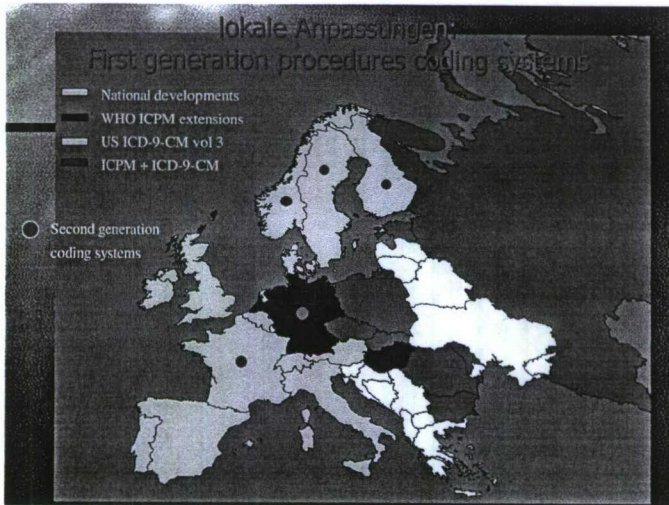 lokale Anpassungen:
First generation procedures coding systems
National developments
WHO ICPM extensions
US ICD-9-CM vol 3
ICPM + ICD-9-CM
Second generation
coding systems